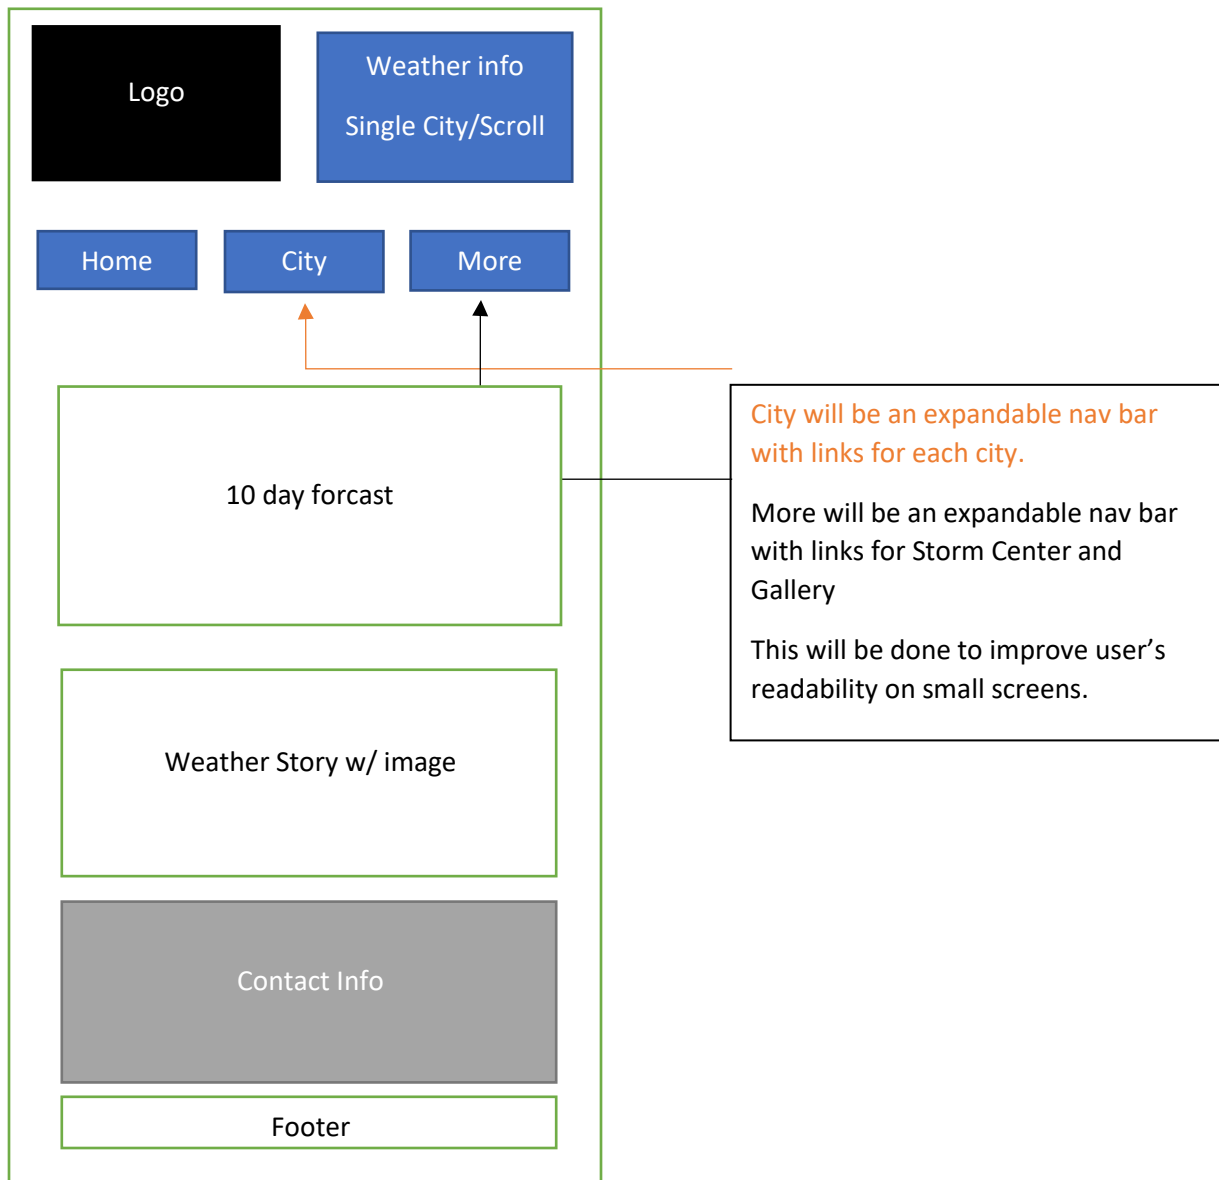 Logo
Weather info
Single City/Scroll
Home
City
More
10 day forcast
City will be an expandable nav bar
with links for each city.
More will be an expandable nav bar
with links for Storm Center and
Gallery
This will be done to improve user’s
readability on small screens.
Weather Story w/ image
Contact Info
Footer